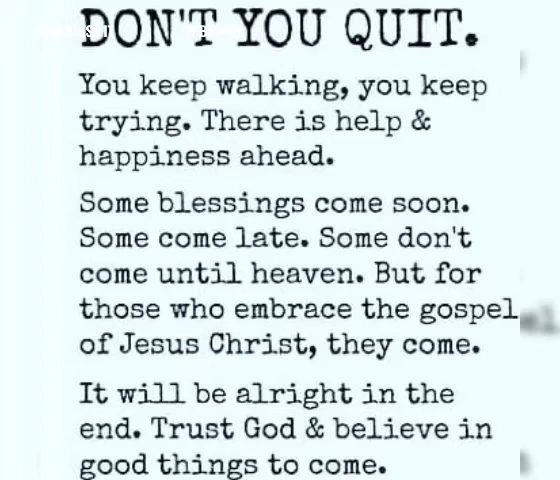 DON'T YOU QUIT.
You keep walking, you keep
trying. There is help &
happiness ahead.
Some blessings come soon.
Some come late. Some don't
come until heaven. But for
those who embrace the gospel
of Jesus Christ, they come.
It will be alright in the
end. Trust God & believe in
good things to come.